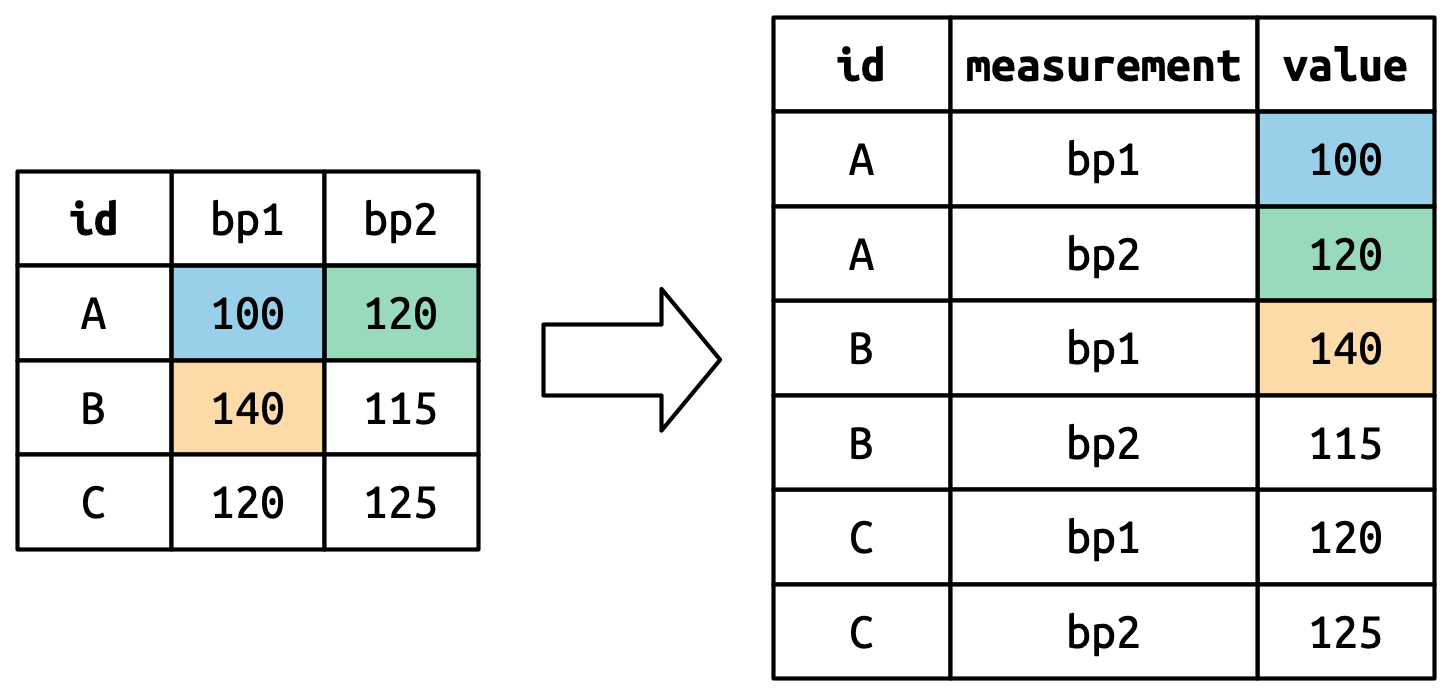 id bp1 bp2
A 100 120
B 140 115
C 120 125
id measurement value
A bp1 100
A bp2 120
B bp1 140
B bp2 115
C bp1 120
C bp2 125